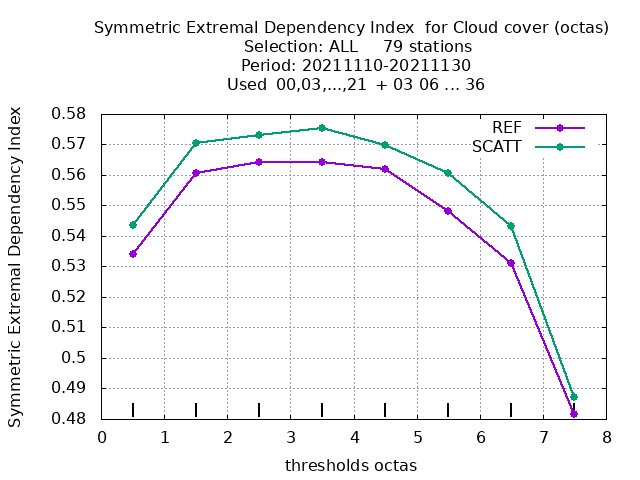 Symmetric Extremal Dependency Index  for Cloud cover (octas)
Selection: ALL     79 stations
Period: 20211110-20211130
Used  00,03,...,21  + 03 06 ... 36
Symmetric Extremal Dependency Index
0.58
0.57
0.56
0.55
0.54
0.53
0.52
0.51
0.5
0.49
0.48
REF
SCATT
0 1 2 3 4 5 6 7 8
thresholds octas